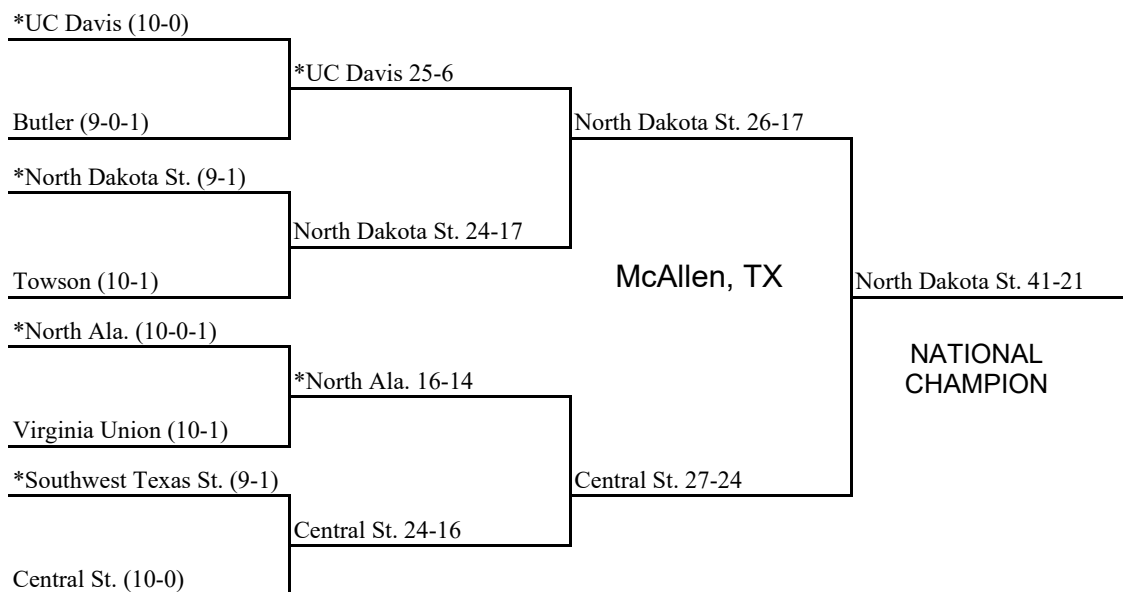 *UC Davis (10-0)
*UC Davis 25-6
Butler (9-0-1)
North Dakota St. 26-17
*North Dakota St. (9-1)
North Dakota St. 24-17
McAllen, TX
Towson (10-1)
North Dakota St. 41-21
*North Ala. (10-0-1)
NATIONAL
CHAMPION
*North Ala. 16-14
Virginia Union (10-1)
*Southwest Texas St. (9-1)
Central St. 27-24
Central St. 24-16
Central St. (10-0)